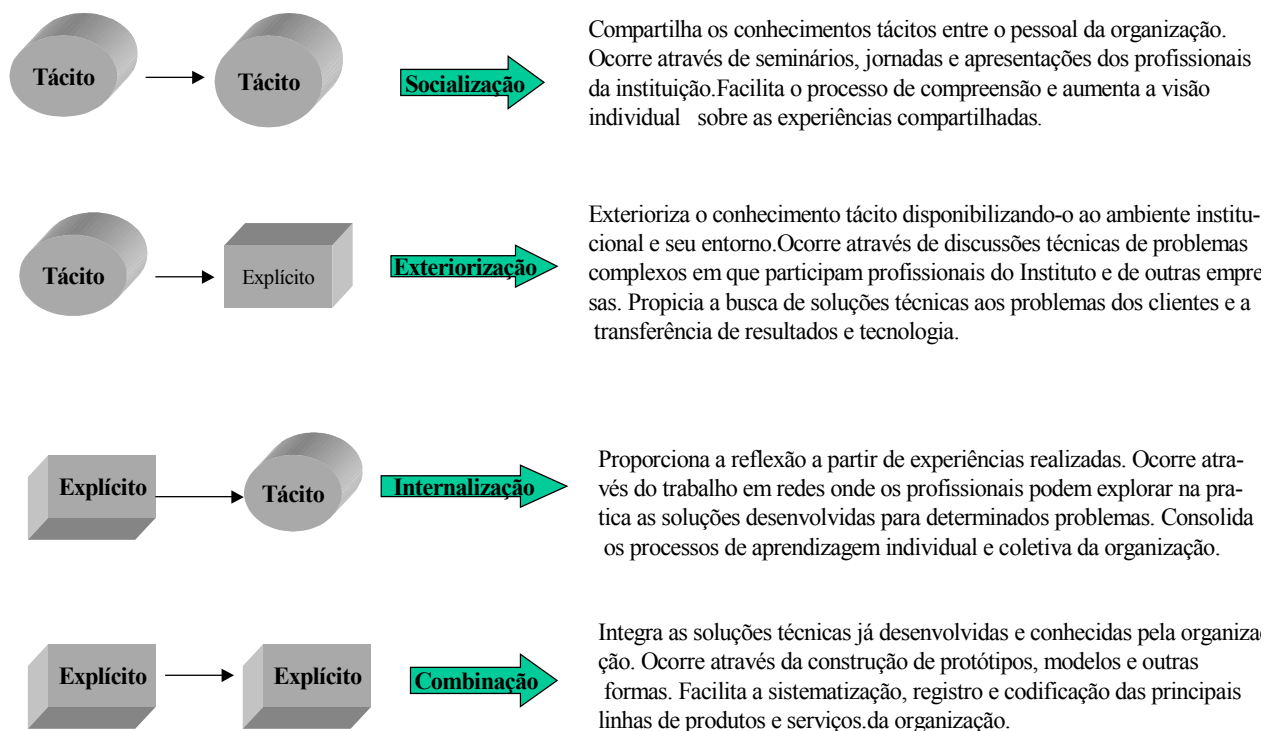 Compartilha os conhecimentos tácitos entre o pessoal da organização.
Ocorre através de seminários, jornadas e apresentações dos profissionais
da instituição.Facilita o processo de compreensão e aumenta a visão
individual sobre as experiências compartilhadas.
Tácito
Tácito
Socialização
Exterioriza o conhecimento tácito disponibilizando-o ao ambiente institu-
cional e seu entorno.Ocorre através de discussões técnicas de problemas
complexos em que participam profissionais do Instituto e de outras empre
sas. Propicia a busca de soluções técnicas aos problemas dos clientes e a
transferência de resultados e tecnologia.
Tácito
Explícito
Exteriorização
Proporciona a reflexão a partir de experiências realizadas. Ocorre atra-
vés do trabalho em redes onde os profissionais podem explorar na pra-
tica as soluções desenvolvidas para determinados problemas. Consolida
os processos de aprendizagem individual e coletiva da organização.
Explícito
Tácito
Internalização
Integra as soluções técnicas já desenvolvidas e conhecidas pela organiza
ção. Ocorre através da construção de protótipos, modelos e outras
formas. Facilita a sistematização, registro e codificação das principais
linhas de produtos e serviços.da organização.
Explícito
Explícito
Combinação